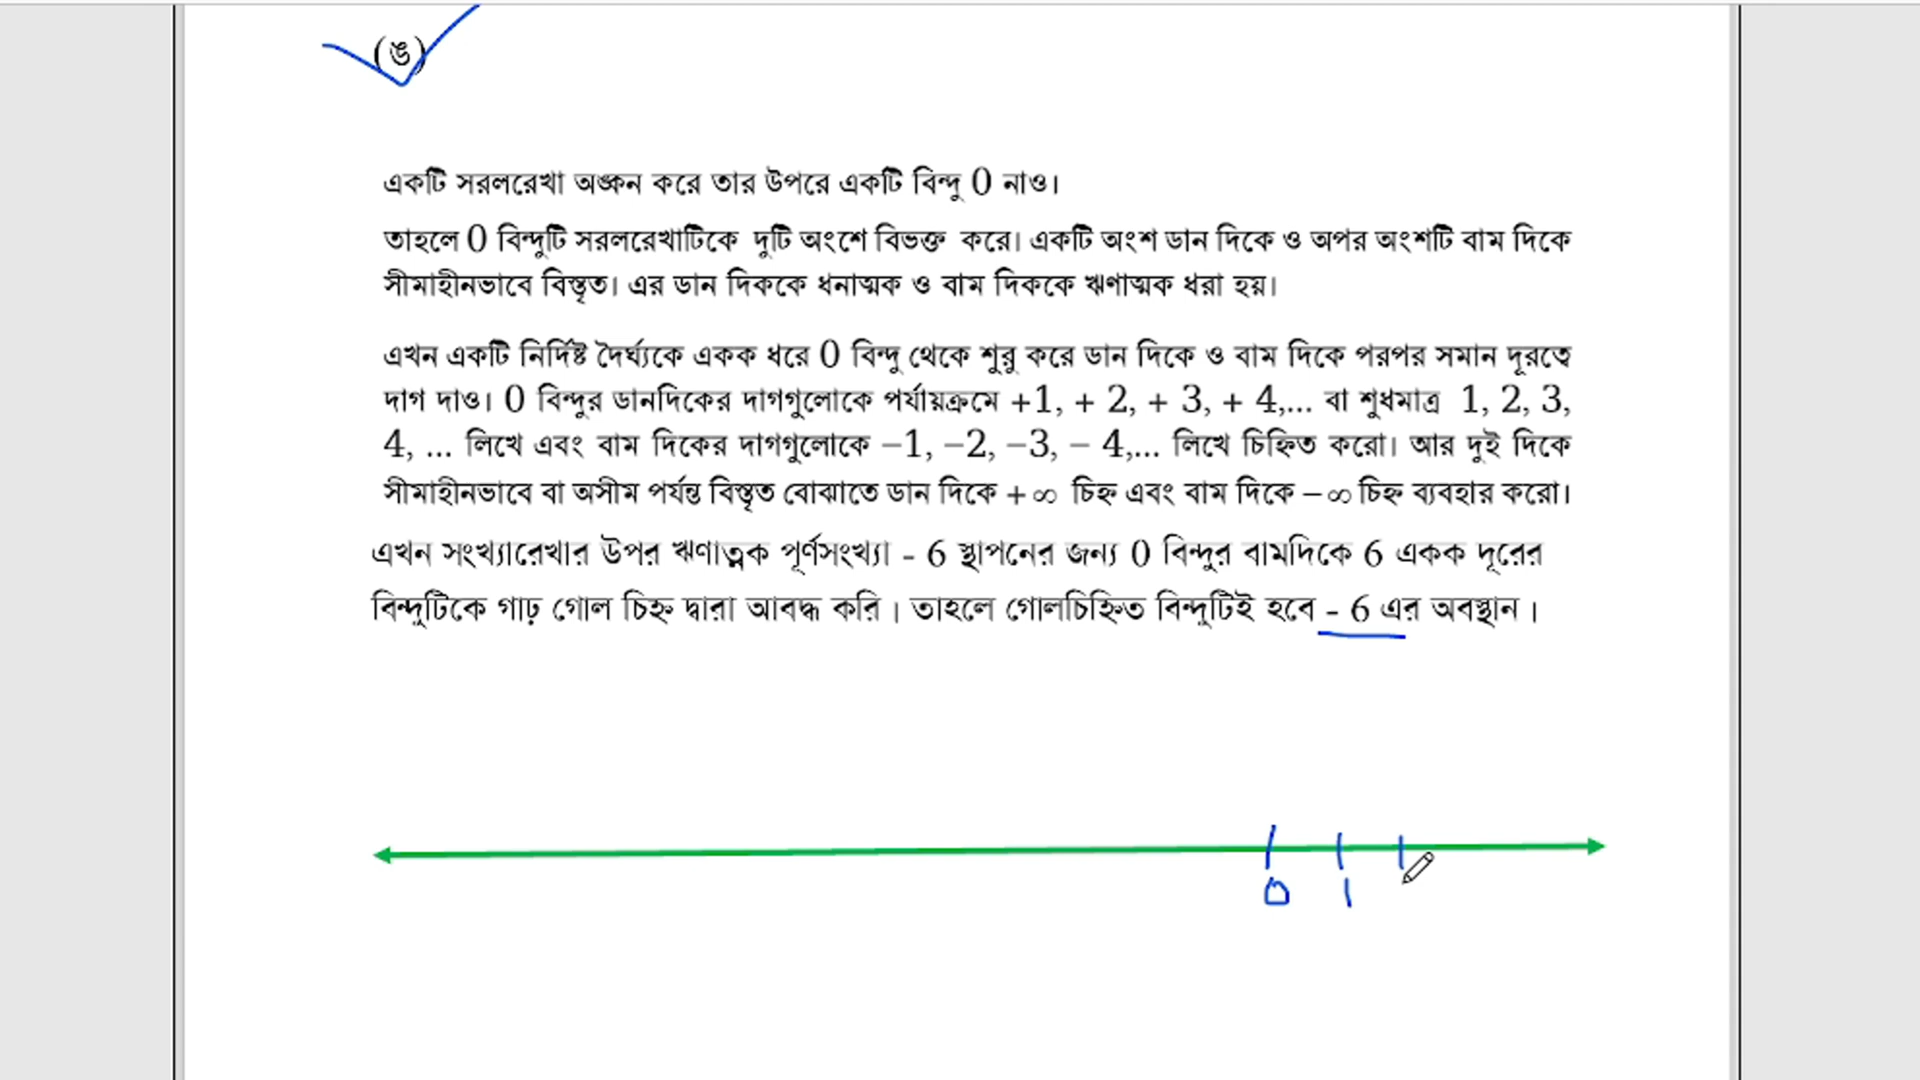 (ঙ)
একটি সরলরেখা অঙ্কন করে তার উপরে একটি বিন্দু 0 নাও।
তাহলে 0 বিন্দুটি সরলরেখাটিকে দুটি অংশে বিভক্ত করে। একটি অংশ ডান দিকে ও অপর অংশটি বাম দিকে
সীমাহীনভাবে বিস্তৃত। এর ডান দিককে ধনাত্মক ও বাম দিককে ঋণাত্মক ধরা হয়।
এখন একটি নির্দিষ্ট দৈর্ঘ্যকে একক ধরে 0 বিন্দু থেকে শুরু করে ডান দিকে ও বাম দিকে পরপর সমান দূরত্বে
দাগ দাও। 0 বিন্দুর ডানদিকের দাগগুলোকে পর্যায়ক্রমে +1, + 2, + 3, + 4,... বা শুধমাত্র 1, 2, 3,
4, ... লিখে এবং বাম দিকের দাগগুলোকে −1, −2, −3, − 4,... লিখে চিহ্নিত করো। আর দুই দিকে
সীমাহীনভাবে বা অসীম পর্যন্ত বিস্তৃত বোঝাতে ডান দিকে + ∞ চিহ্ন এবং বাম দিকে − ∞ চিহ্ন ব্যবহার করো।
এখন সংখ্যারেখার উপর ঋণাত্নক পূর্ণসংখ্যা - 6 স্থাপনের জন্য 0 বিন্দুর বামদিকে 6 একক দূরের
বিন্দুটিকে গাঢ় গোল চিহ্ন দ্বারা আবদ্ধ করি । তাহলে গোলচিহ্নিত বিন্দুটিই হবে - 6 এর অবস্থান ।
0 1